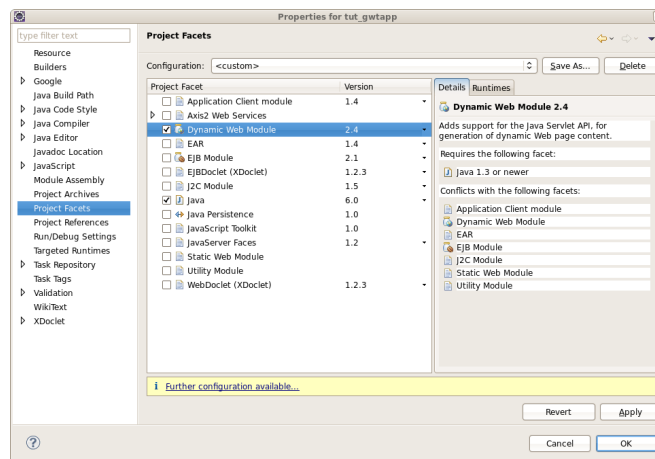 Properties for tut_gwtapp
type filter text
Resource
Builders
Google
Java Build Path
Java Code Style
Java Compiler
Java Editor
Javadoc Location
JavaScript
Module Assembly
Project Archives
Project Facets
Project References
Run/Debug Settings
Targeted Runtimes
Task Repository
Task Tags
Validation
WikiText
XDoclet
Project Facets
Configuration: <custom> Save As... Delete
Project Facet Version
Application Client module 1.4
Axis2 Web Services
Dynamic Web Module 2.4
EAR 1.4
EJB Module 2.1
EJBDoclet (XDoclet) 1.2.3
J2C Module 1.5
Java 6.0
Java Persistence 1.0
JavaScript Toolkit 1.0
JavaServer Faces 1.2
Static Web Module
Utility Module
WebDoclet (XDoclet) 1.2.3
Details Runtimes
Dynamic Web Module 2.4
Adds support for the Java Servlet API, for
generation of dynamic Web page content.
Requires the following facet:
Java 1.3 or newer
Conflicts with the following facets:
Application Client module
Dynamic Web Module
EAR
EJB Module
J2C Module
Static Web Module
Utility Module
i Further configuration available...
Revert Apply
? Cancel OK